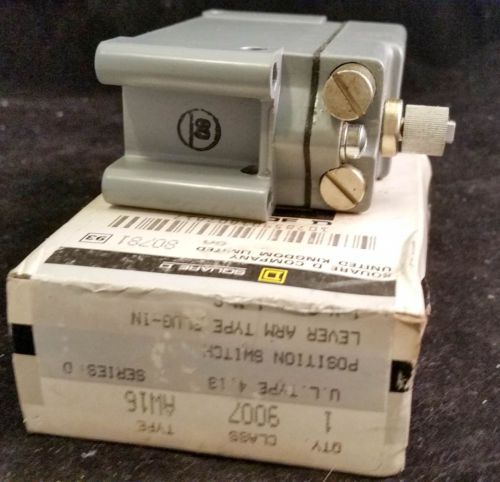 QTY CLASS TYPE
1 9007 AW16
U.L. TYPE 4,13 SERIES: D
POSITION SWITCH
LEVER ARM TYPE PLUG-IN
D SQUARE D
SQUARE D COMPANY
UNITED KINGDOM LIMITED
93 80781